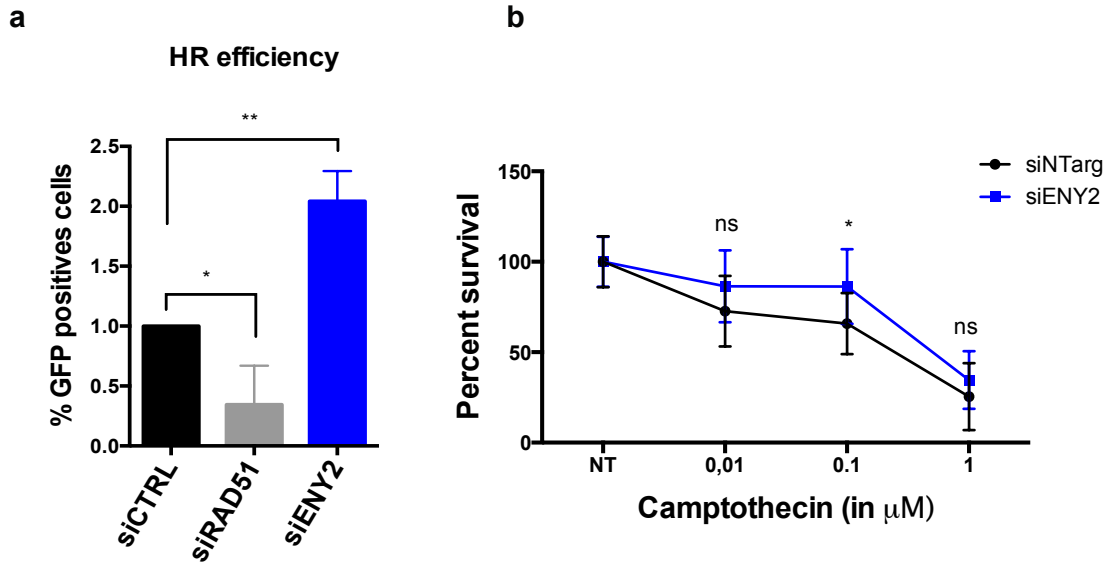 a
HR efficiency
**
*
% GFP positives cells
2.5
2.0
1.5
1.0
0.5
0.0
siCTRL
siRAD51
siENY2
b
siNTarg
siENY2
Percent survival
150
100
50
0
ns
*
ns
NT
0,01
0.1
1
Camptothecin (in μM)